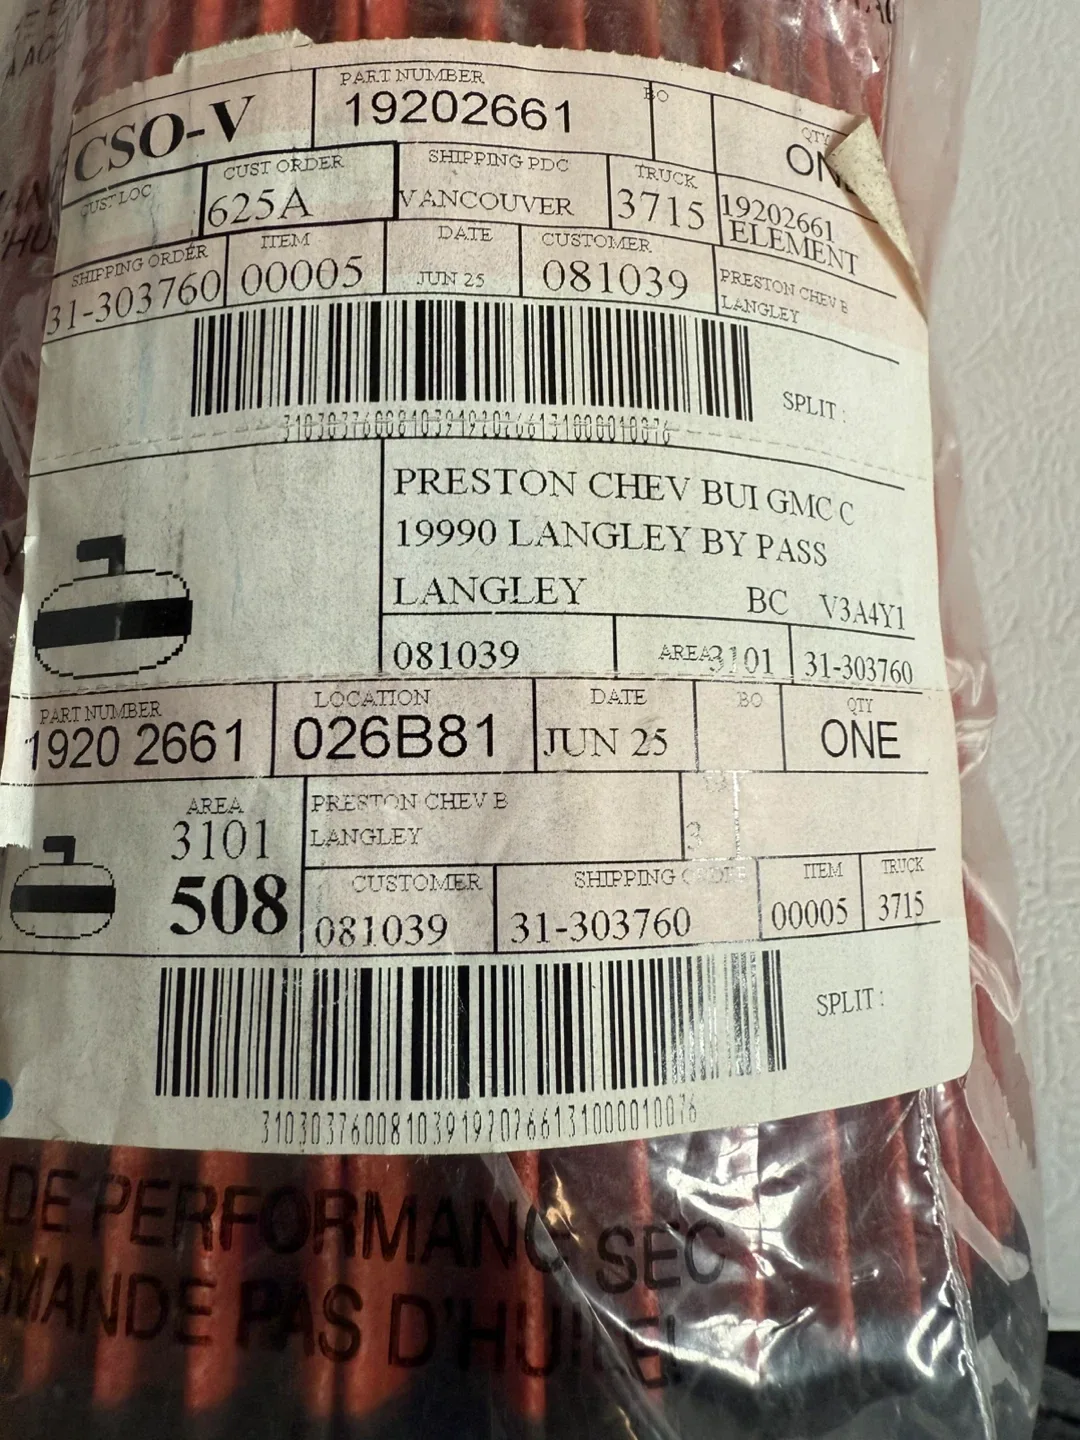 CSO-V
PART NUMBER
19202661
BO
QTY
CUST LOC
CUST ORDER
625A
SHIPPING PDC
VANCOUVER
TRUCK
3715
19202661
ELEMENT
SHIPPING ORDER
31-303760
ITEM
00005
DATE
JUN 25
CUSTOMER
081039
PRESTON CHEV B
LANGLEY
SPLIT :
3103037600810391920266131000010076
PRESTON CHEV BUI GMC C
19990 LANGLEY BY PASS
LANGLEY BC V3A4Y1
081039 AREA 3101 31-303760
PART NUMBER
1920 2661
LOCATION
026B81
DATE
JUN 25
BO
QTY
ONE
AREA
3101
508
PRESTON CHEV B
LANGLEY
3
CUSTOMER
081039
SHIPPING
31-303760
ITEM
00005
TRUCK
3715
SPLIT :
3103037600810391920266131000010076
DE PERFORMANC SEC
MANDE PAS D'HUILE!